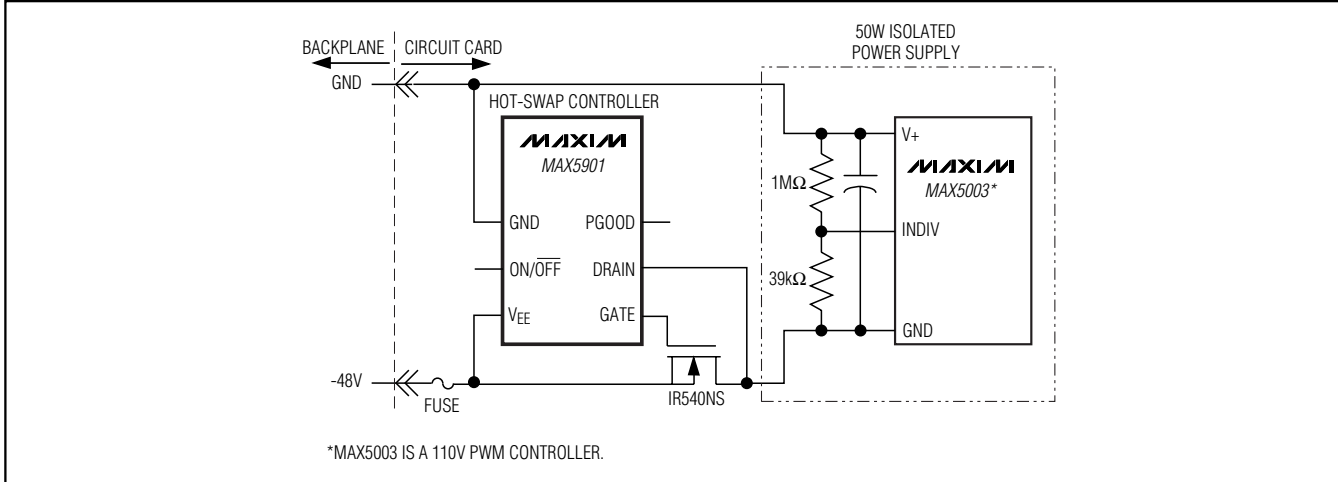 50W ISOLATED
POWER SUPPLY
BACKPLANE
CIRCUIT CARD
GND
HOT-SWAP CONTROLLER
MAXIM
MAX5901
GND
PGOOD
ON/OFF
DRAIN
VEE
GATE
1MΩ
39kΩ
V+
MAXIM
MAX5003*
INDIV
GND
-48V
FUSE
IR540NS
*MAX5003 IS A 110V PWM CONTROLLER.